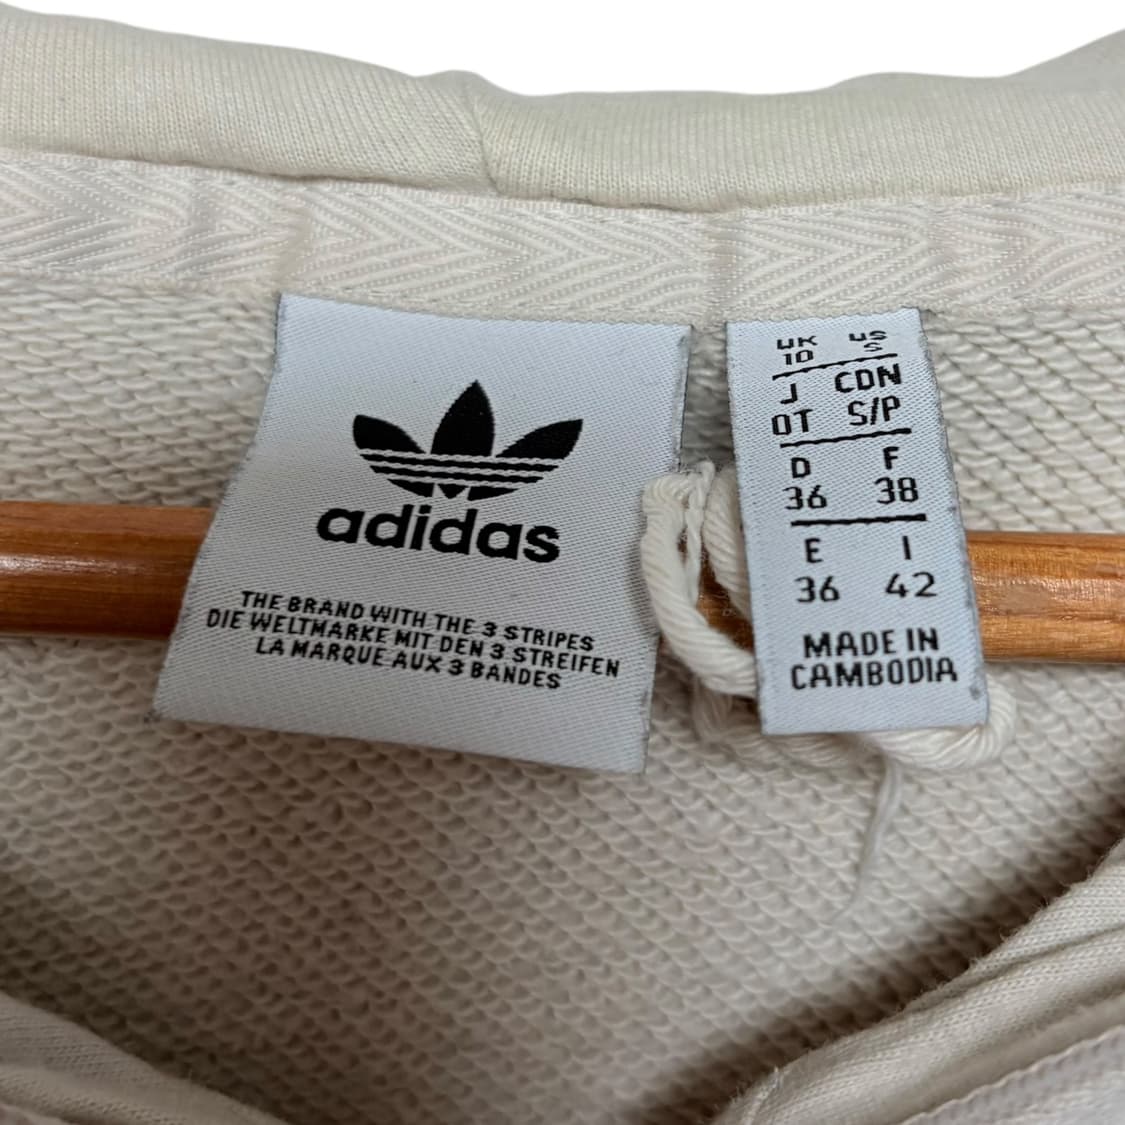 adidas
THE BRAND WITH THE 3 STRIPES
DIE WELTMARKE MIT DEN 3 STREIFEN
LA MARQUE AUX 3 BANDES
UK US
10 S
J CDN
OT S/P
D F
36 38
E I
36 42
MADE IN
CAMBODIA